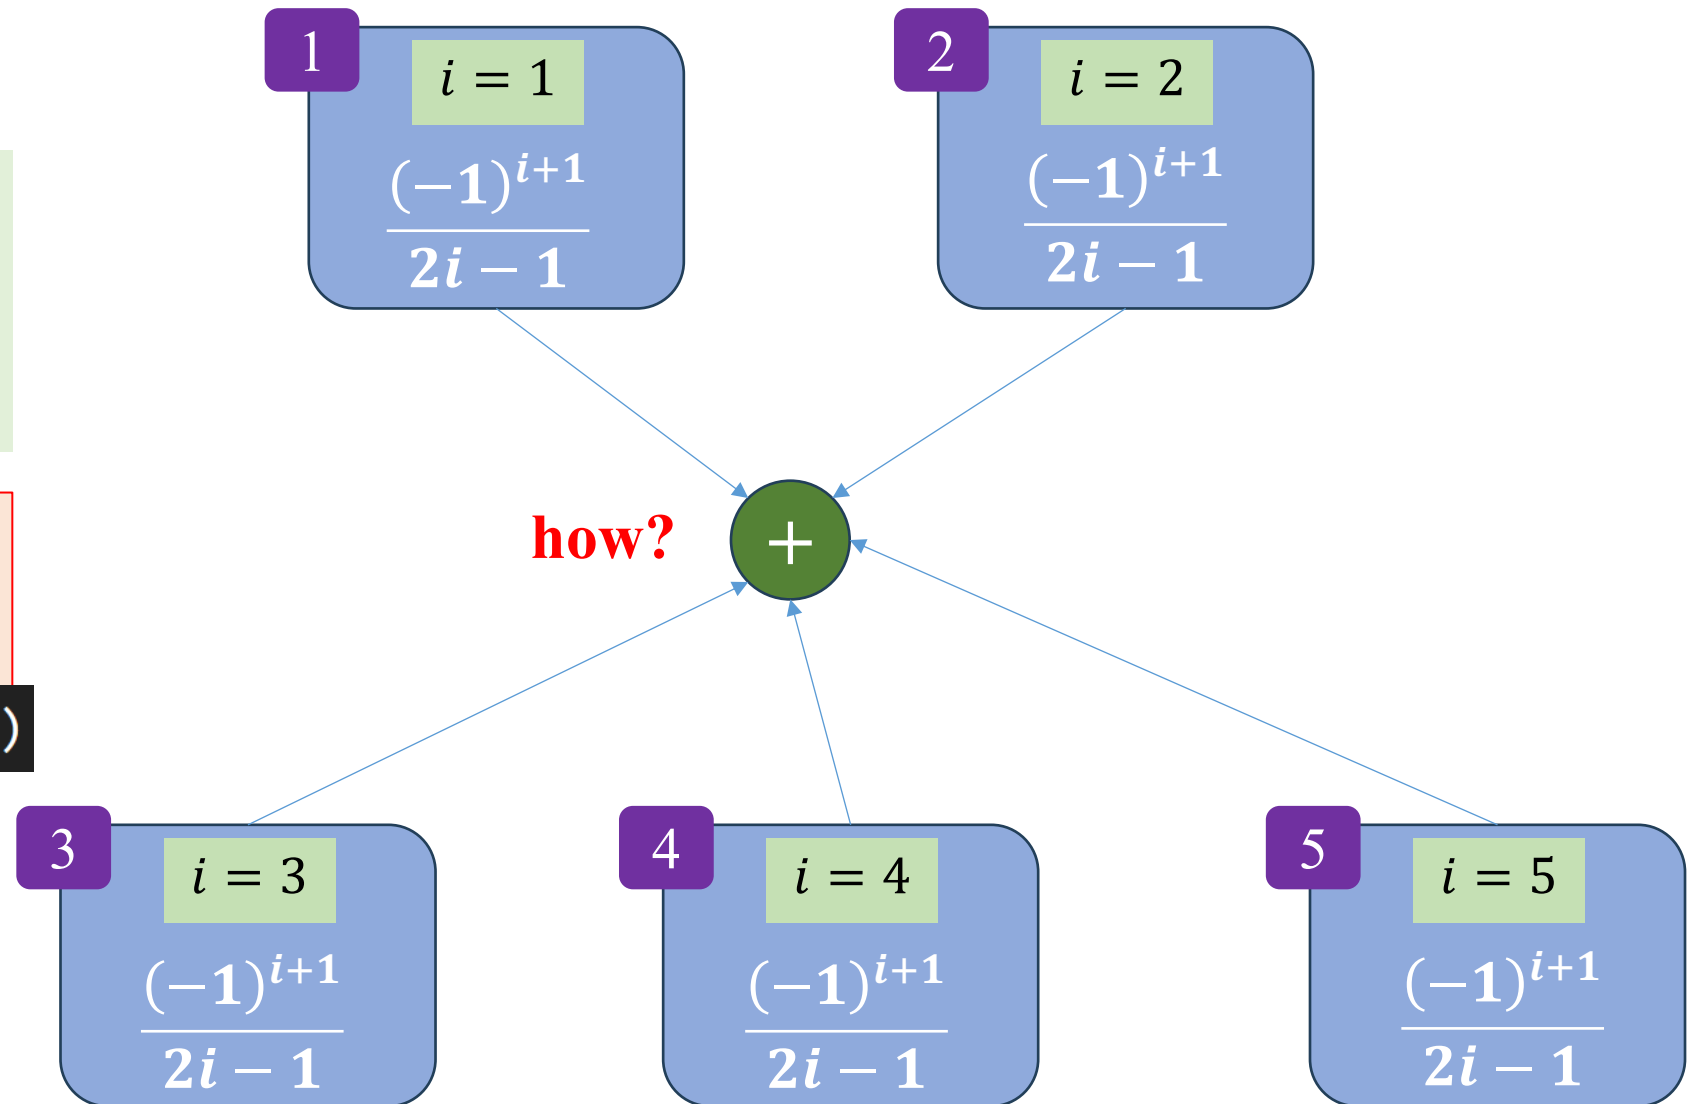 1
i = 1
(−1)^{i+1}
2i − 1
2
i = 2
(−1)^{i+1}
2i − 1
how?
+
)
3
i = 3
(−1)^{i+1}
2i − 1
4
i = 4
(−1)^{i+1}
2i − 1
5
i = 5
(−1)^{i+1}
2i − 1